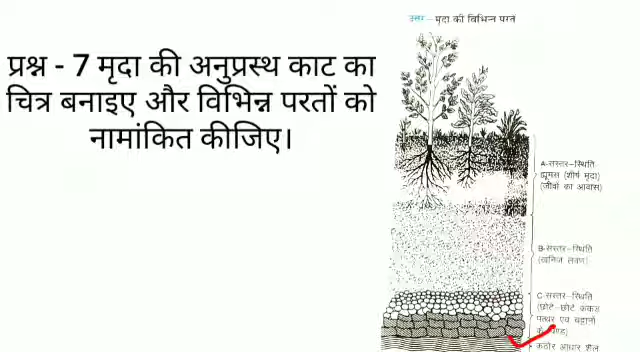 उत्तर – मृदा की विभिन्न परतें
प्रश्न - 7 मृदा की अनुप्रस्थ काट का
चित्र बनाइए और विभिन्न परतों को
नामांकित कीजिए।
A-सस्तर-स्थिति
ह्यूमस (शीर्ष मृदा)
(जीवों का आवास)
B-सस्तर-स्थिति
(खनिज लवण)
C-सस्तर-स्थिति
(छोटे-छोटे कंकड़
पत्थर एवं चट्टानों
कठोर आधार शैल